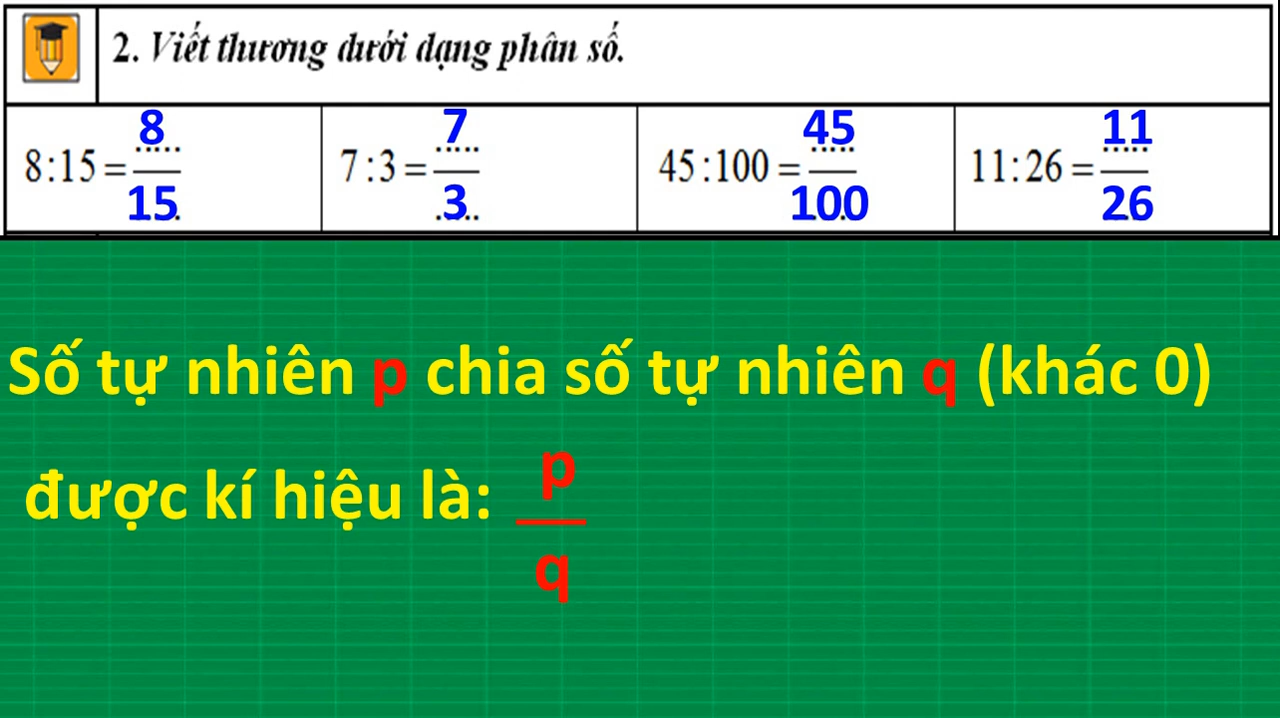 2. Viết thương dưới dạng phân số.
8:15 = 8/15
7:3 = 7/3
45:100 = 45/100
11:26 = 11/26
Số tự nhiên p chia số tự nhiên q (khác 0)
được kí hiệu là: p/q